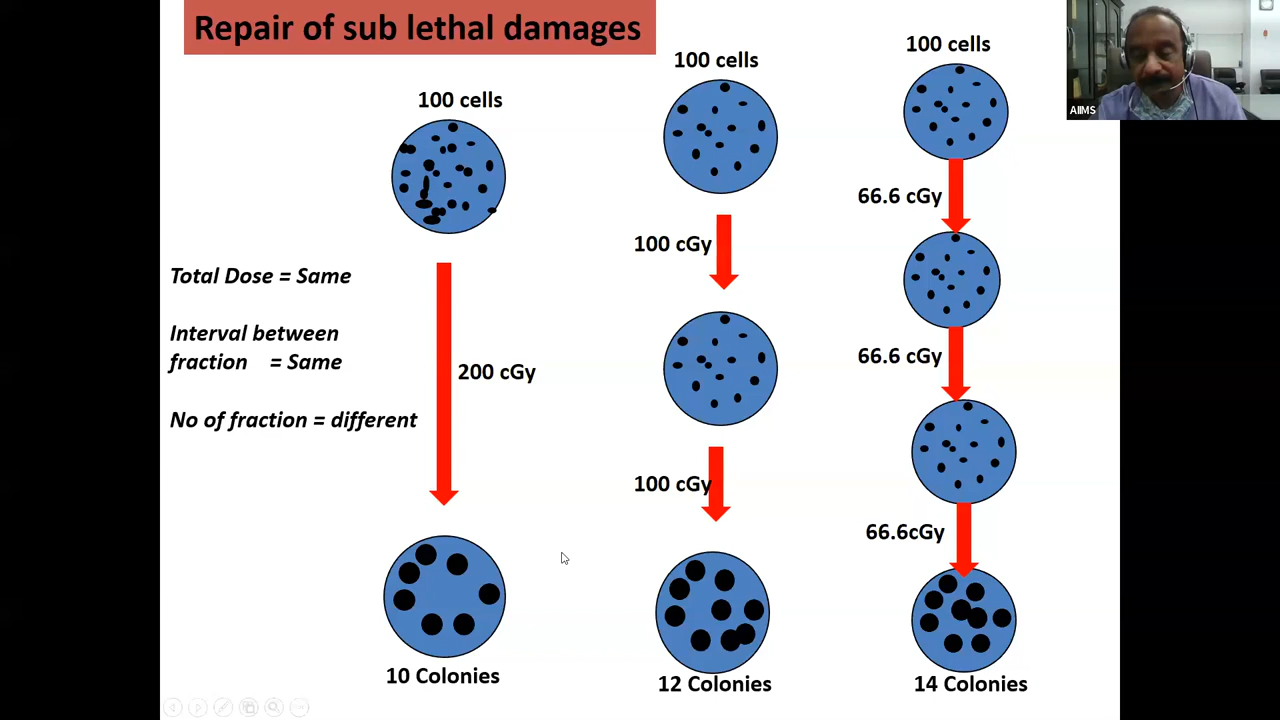 Repair of sub lethal damages
AIIMS
100 cells
100 cells
100 cells
66.6 cGy
100 cGy
Total Dose = Same
Interval between
fraction = Same
66.6 cGy
200 cGy
No of fraction = different
100 cGy
66.6cGy
10 Colonies
12 Colonies
14 Colonies